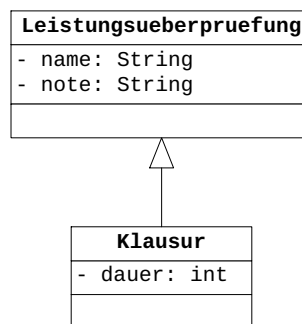 Leistungsueberpruefung
- name: String
- note: String
Klausur
- dauer: int